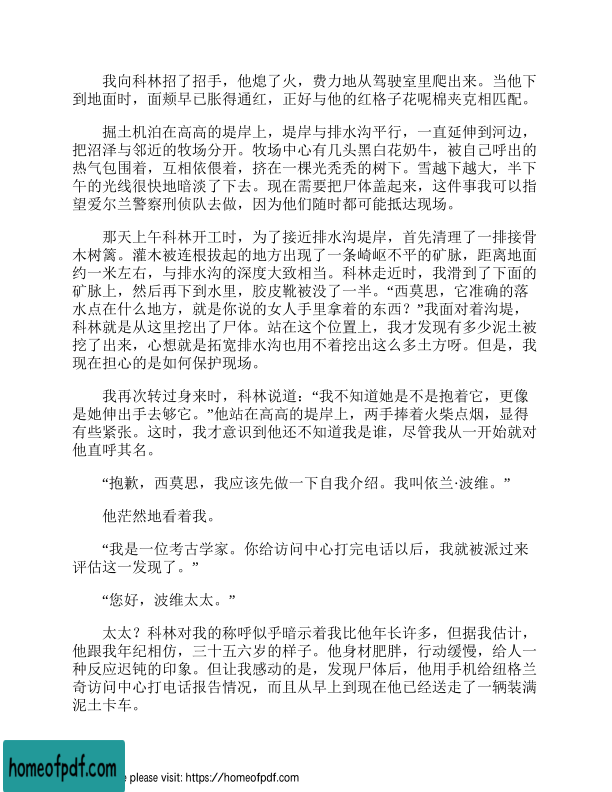 我向科林招了招手，他熄了火，费力地从驾驶室里爬出来。当他下
到地面时，面颊早已胀得通红，正好与他的红格子花呢棉夹克相匹配。
掘土机泊在高高的堤岸上，堤岸与排水沟平行，一直延伸到河边，
把沼泽与邻近的牧场分开。牧场中心有几头黑白花奶牛，被自己呼出的
热气包围着，互相依偎着，挤在一棵光秃秃的树下。雪越下越大，半下
午的光线很快地暗淡了下去。现在需要把尸体盖起来，这件事我可以指
望爱尔兰警察刑侦队去做，因为他们随时都可能抵达现场。
那天上午科林开工时，为了接近排水沟堤岸，首先清理了一排接骨
木树篱。灌木被连根拔起的地方出现了一条崎岖不平的矿脉，距离地面
约一米左右，与排水沟的深度大致相当。科林走近时，我滑到了下面的
矿脉上，然后再下到水里，胶皮靴被没了一半。“西莫思，它准确的落
水点在什么地方，就是你说的女人手里拿着的东西？”我面对着沟堤，
科林就是从这里挖出了尸体。站在这个位置上，我才发现有多少泥土被
挖了出来，心想就是拓宽排水沟也用不着挖出这么多土方呀。但是，我
现在担心的是如何保护现场。
我再次转过身来时，科林说道：“我不知道她是不是抱着它，更像
是她伸出手去够它。”他站在高高的堤岸上，两手捧着火柴点烟，显得
有些紧张。这时，我才意识到他还不知道我是谁，尽管我从一开始就对
他直呼其名。
“抱歉，西莫思，我应该先做一下自我介绍。我叫依兰·波维。”
他茫然地看着我。
“我是一位考古学家。你给访问中心打完电话以后，我就被派过来
评估这一发现了。”
“您好，波维太太。”
太太？科林对我的称呼似乎暗示着我比他年长许多，但据我估计，
他跟我年纪相仿，三十五六岁的样子。他身材肥胖，行动缓慢，给人一
种反应迟钝的印象。但让我感动的是，发现尸体后，他用手机给纽格兰
奇访问中心打电话报告情况，而且从早上到现在他已经送走了一辆装满
泥土卡车。
homeofpdf.com
e please visit: https://homeofpdf.com